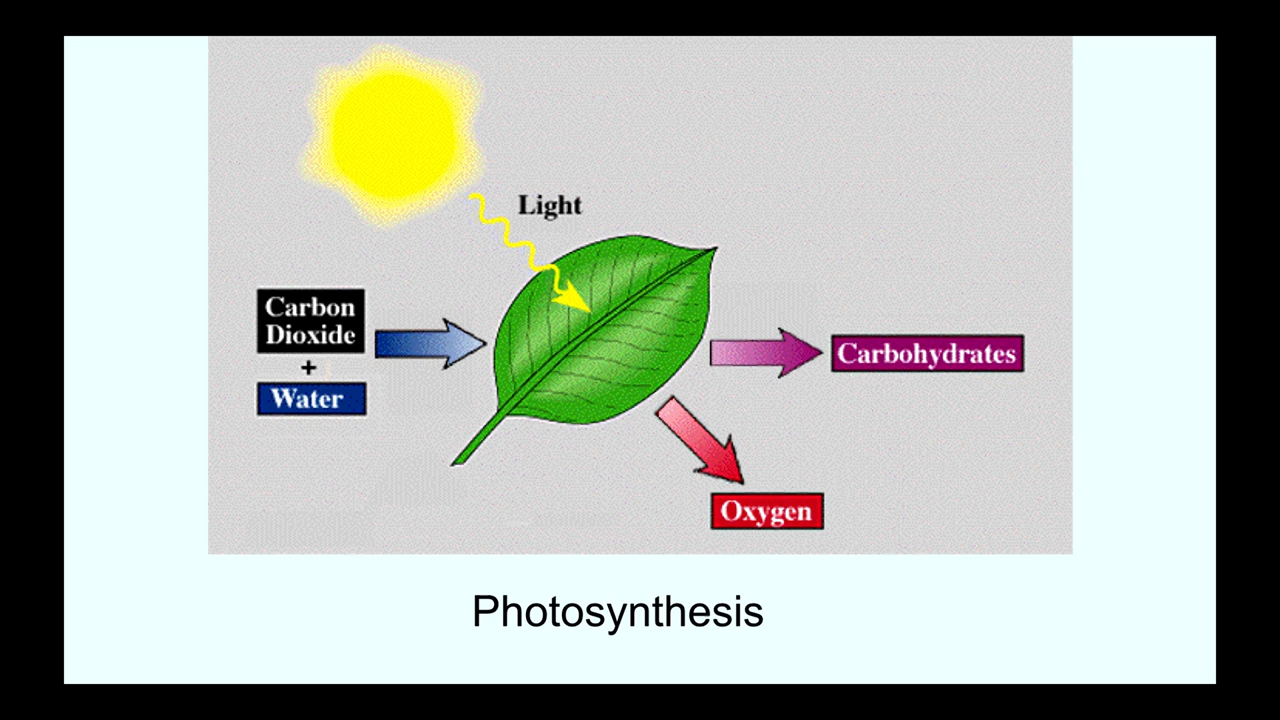 Light
Carbon
Dioxide
+
Water
Carbohydrates
Oxygen
Photosynthesis